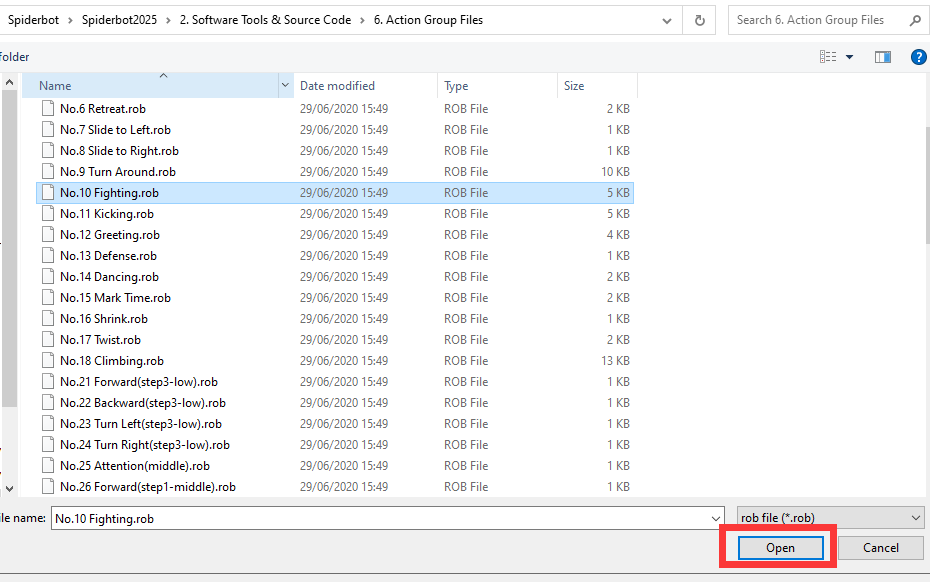 Spiderbot > Spiderbot2025 > 2. Software Tools & Source Code > 6. Action Group Files Search 6. Action Group Files
folder
Name Date modified Type Size
No.6 Retreat.rob 29/06/2020 15:49 ROB File 2 KB
No.7 Slide to Left.rob 29/06/2020 15:49 ROB File 1 KB
No.8 Slide to Right.rob 29/06/2020 15:49 ROB File 1 KB
No.9 Turn Around.rob 29/06/2020 15:49 ROB File 10 KB
No.10 Fighting.rob 29/06/2020 15:49 ROB File 5 KB
No.11 Kicking.rob 29/06/2020 15:49 ROB File 5 KB
No.12 Greeting.rob 29/06/2020 15:49 ROB File 4 KB
No.13 Defense.rob 29/06/2020 15:49 ROB File 1 KB
No.14 Dancing.rob 29/06/2020 15:49 ROB File 2 KB
No.15 Mark Time.rob 29/06/2020 15:49 ROB File 2 KB
No.16 Shrink.rob 29/06/2020 15:49 ROB File 1 KB
No.17 Twist.rob 29/06/2020 15:49 ROB File 2 KB
No.18 Climbing.rob 29/06/2020 15:49 ROB File 13 KB
No.21 Forward(step3-low).rob 29/06/2020 15:49 ROB File 1 KB
No.22 Backward(step3-low).rob 29/06/2020 15:49 ROB File 1 KB
No.23 Turn Left(step3-low).rob 29/06/2020 15:49 ROB File 1 KB
No.24 Turn Right(step3-low).rob 29/06/2020 15:49 ROB File 1 KB
No.25 Attention(middle).rob 29/06/2020 15:49 ROB File 1 KB
No.26 Forward(step1-middle).rob 29/06/2020 15:49 ROB File 1 KB
ile name: No.10 Fighting.rob rob file (*.rob)
Open Cancel